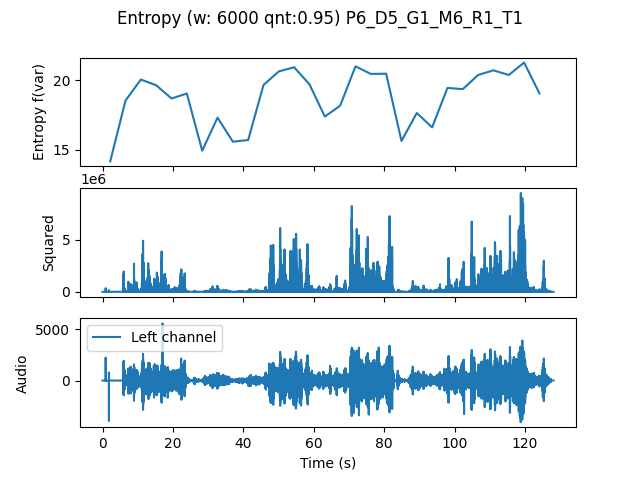 Entropy (w: 6000 qnt:0.95) P6_D5_G1_M6_R1_T1
Entropy f(var)
20
15
1e6
Squared
5
0
Audio
5000
0
Left channel
0 20 40 60 80 100 120
Time (s)